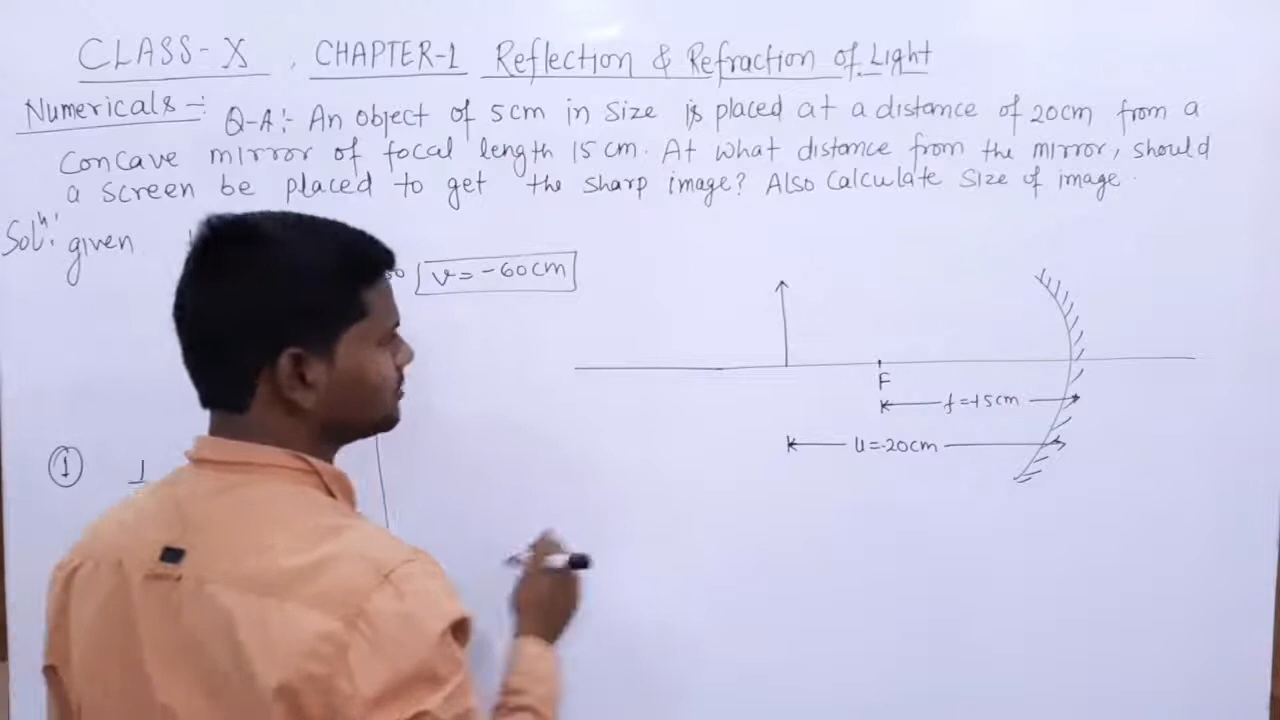 CLASS-X, CHAPTER-1 Reflection & Refraction of Light
Numericals:- Q-A:- An object of 5cm in size is placed at a distance of 20cm from a
concave mirror of focal length 15cm. At what distance from the mirror, should
a screen be placed to get the sharp image? Also calculate size of image.
Solⁿ: given
v = -60cm
F
f=-15cm
u=-20cm
① 1